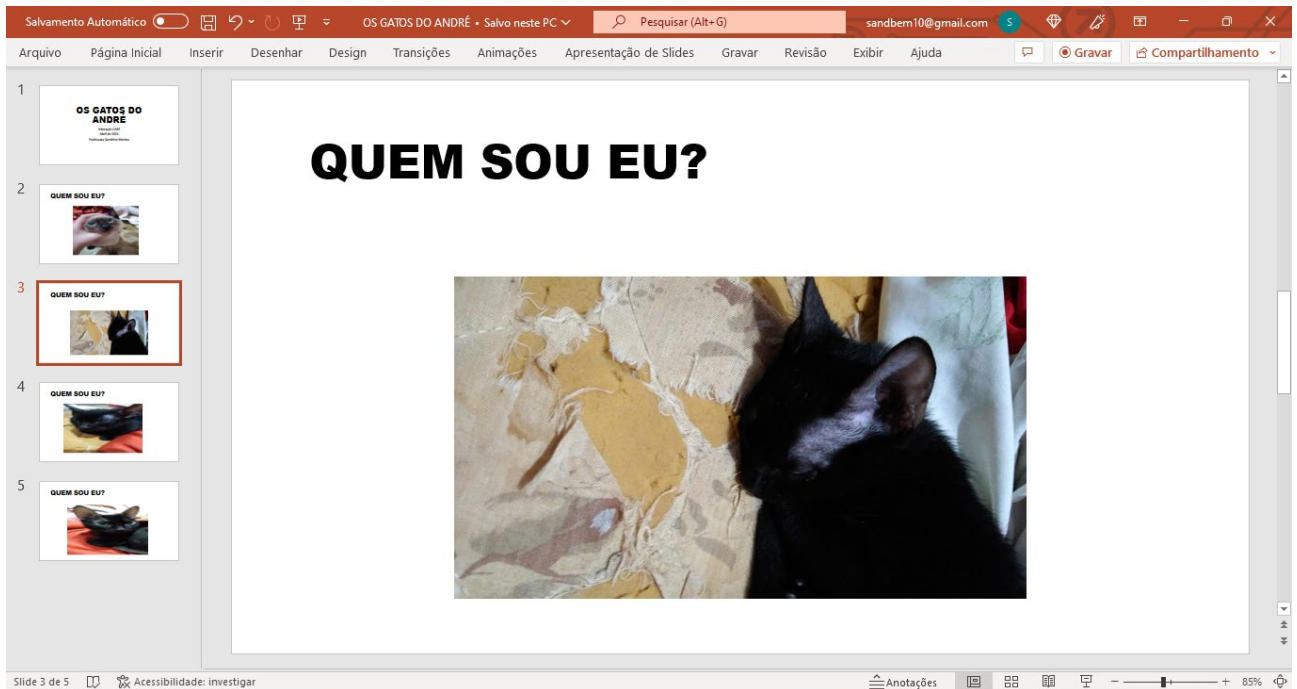 Salvamento Automático
OS GATOS DO ANDRÉ • Salvo neste PC
Pesquisar (Alt+G)
sandbem10@gmail.com
S
Arquivo Página Inicial Inserir Desenhar Design Transições Animações Apresentação de Slides Gravar Revisão Exibir Ajuda
Gravar
Compartilhamento
1
OS GATOS DO
ANDRÉ
2
QUEM SOU EU?
3
QUEM SOU EU?
4
QUEM SOU EU?
5
QUEM SOU EU?
QUEM SOU EU?
Slide 3 de 5
Acessibilidade: investigar
Anotações
85%